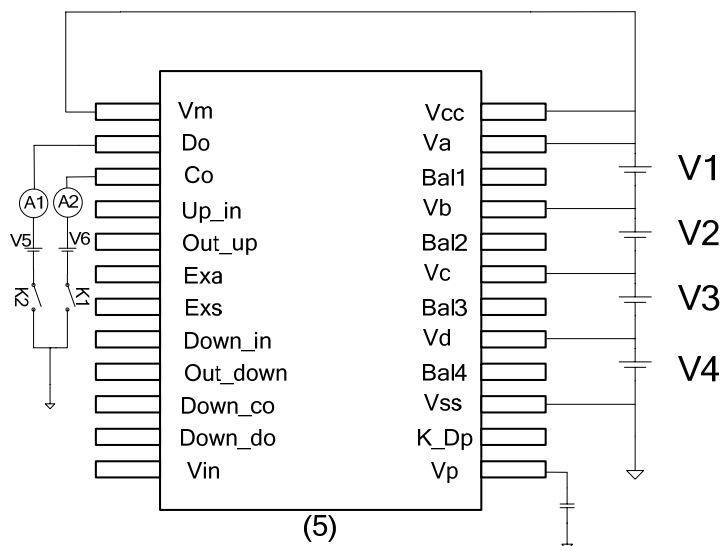 Vm Vcc
Do Va
V1
Co Bal1
A1 A2
Up_in Vb
V5 V6
V2
Out_up Bal2
Exa Vc
K2 K1
V3
Exs Bal3
Down_in Vd
V4
Out_down Bal4
Down_co Vss
Down_do K_Dp
Vin Vp
(5)